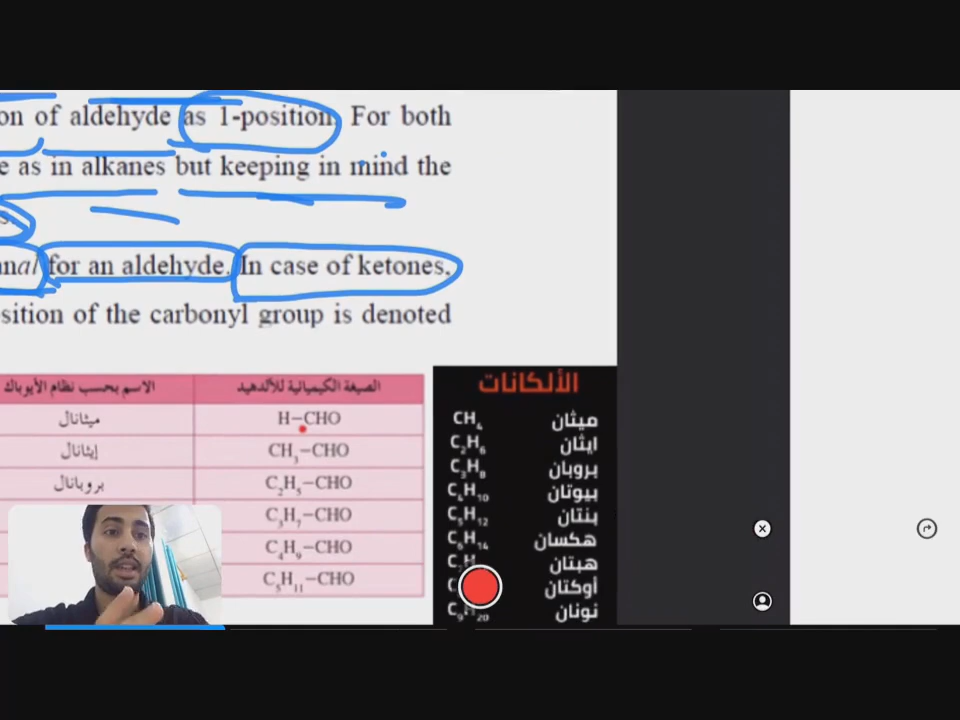 on of aldehyde as 1-position. For both
e as in alkanes but keeping in mind the
s.
anal for an aldehyde. In case of ketones,
sition of the carbonyl group is denoted
الصيغة الكيميائية للألدهيد الاسم بحسب نظام الأيوباك
H–CHO ميثانال
CH₃–CHO إيثانال
C₂H₅–CHO بروبانال
C₃H₇–CHO
C₄H₉–CHO
C₅H₁₁–CHO
الألكانات
ميثان CH₄
ايثان C₂H₆
بروبان C₃H₈
بيوتان C₄H₁₀
بنتان C₅H₁₂
هكسان C₆H₁₄
هبتان
أوكتان
نونان C₉H₂₀